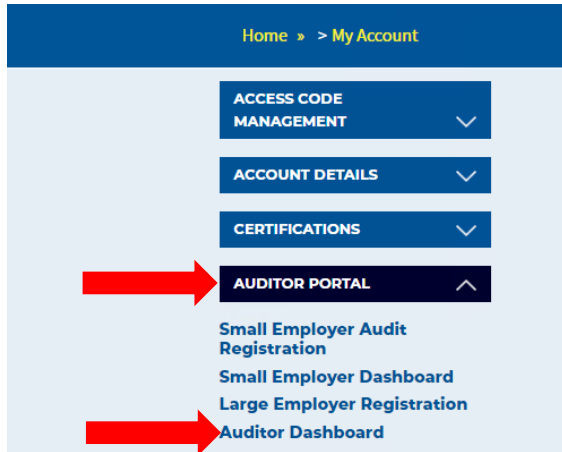 Home » > My Account
ACCESS CODE
MANAGEMENT
ACCOUNT DETAILS
CERTIFICATIONS
AUDITOR PORTAL
Small Employer Audit
Registration
Small Employer Dashboard
Large Employer Registration
Auditor Dashboard